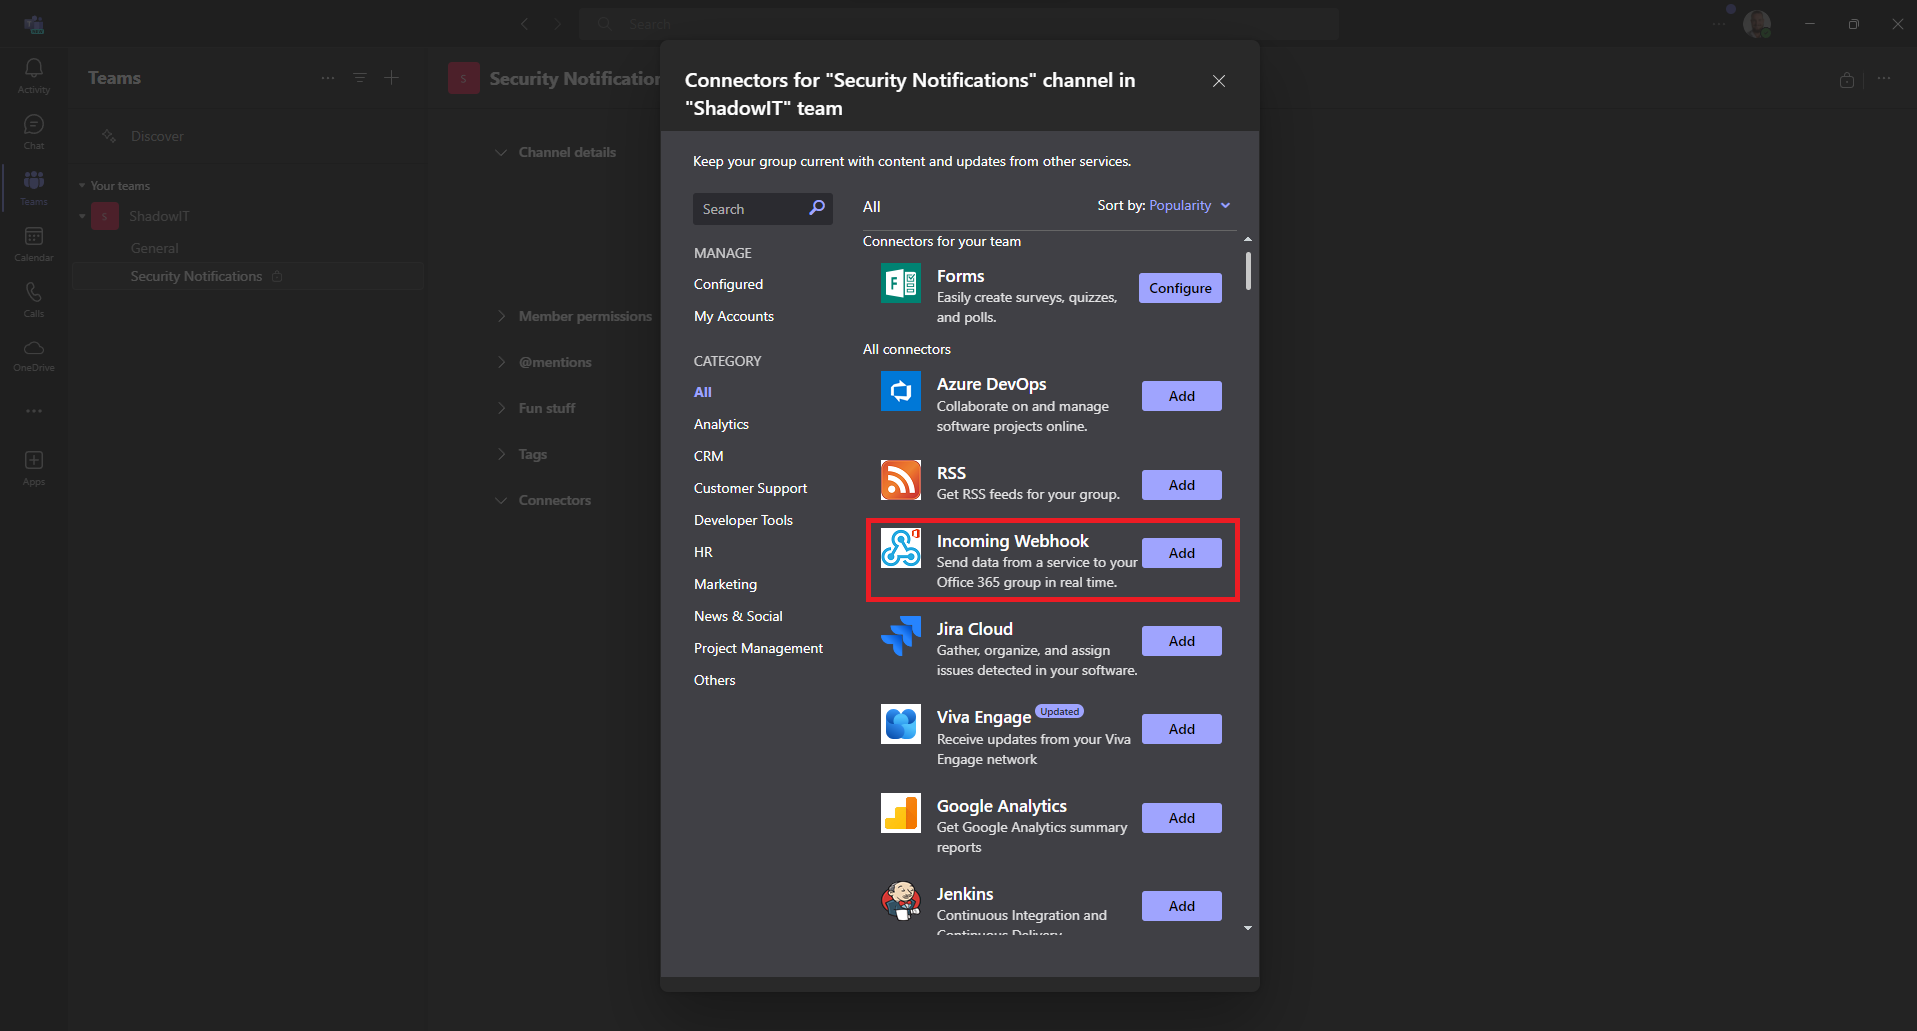 Search
Activity
Chat
Teams
Calendar
Calls
OneDrive
Apps
Teams
Discover
Your teams
S
ShadowIT
General
Security Notifications
S
Security Notification
Channel details
Member permissions
@mentions
Fun stuff
Tags
Connectors
Connectors for "Security Notifications" channel in
"ShadowIT" team
Keep your group current with content and updates from other services.
Search
MANAGE
Configured
My Accounts
CATEGORY
All
Analytics
CRM
Customer Support
Developer Tools
HR
Marketing
News & Social
Project Management
Others
All
Sort by: Popularity
Connectors for your team
F
Forms
Easily create surveys, quizzes,
and polls.
Configure
All connectors
Azure DevOps
Collaborate on and manage
software projects online.
Add
RSS
Get RSS feeds for your group.
Add
Incoming Webhook
Send data from a service to your
Office 365 group in real time.
Add
Jira Cloud
Gather, organize, and assign
issues detected in your software.
Add
Viva Engage Updated
Receive updates from your Viva
Engage network
Add
Google Analytics
Get Google Analytics summary
reports
Add
Jenkins
Continuous Integration and
Continuous Delivery
Add